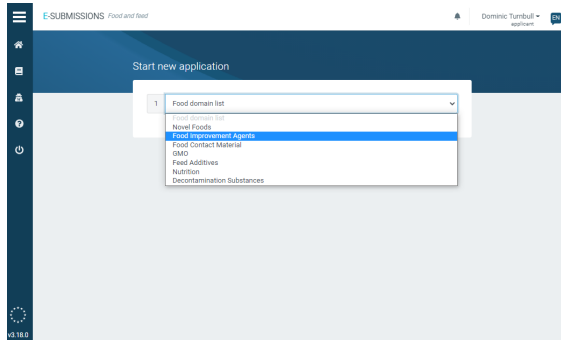 E-SUBMISSIONS Food and feed
Dominic Turnbull
applicant
EN
Start new application
1 Food domain list
Food domain list
Novel Foods
Food Improvement Agents
Food Contact Material
GMO
Feed Additives
Nutrition
Decontamination Substances
v3.18.0